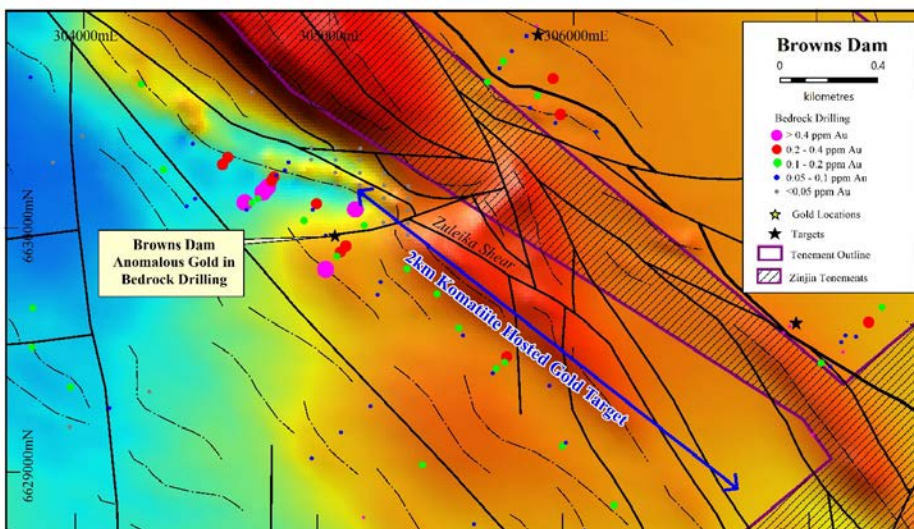 304000mE
305000mE
306000mE
6630000mN
6629000mN
Browns Dam
Anomalous Gold in
Bedrock Drilling
Zuleika Shear
2km Komatiite Hosted Gold Target
Browns Dam
0 0.4
kilometres
Bedrock Drilling
> 0.4 ppm Au
0.2 - 0.4 ppm Au
0.1 - 0.2 ppm Au
0.05 - 0.1 ppm Au
<0.05 ppm Au
Gold Locations
Targets
Tenement Outline
Zinjin Tenements